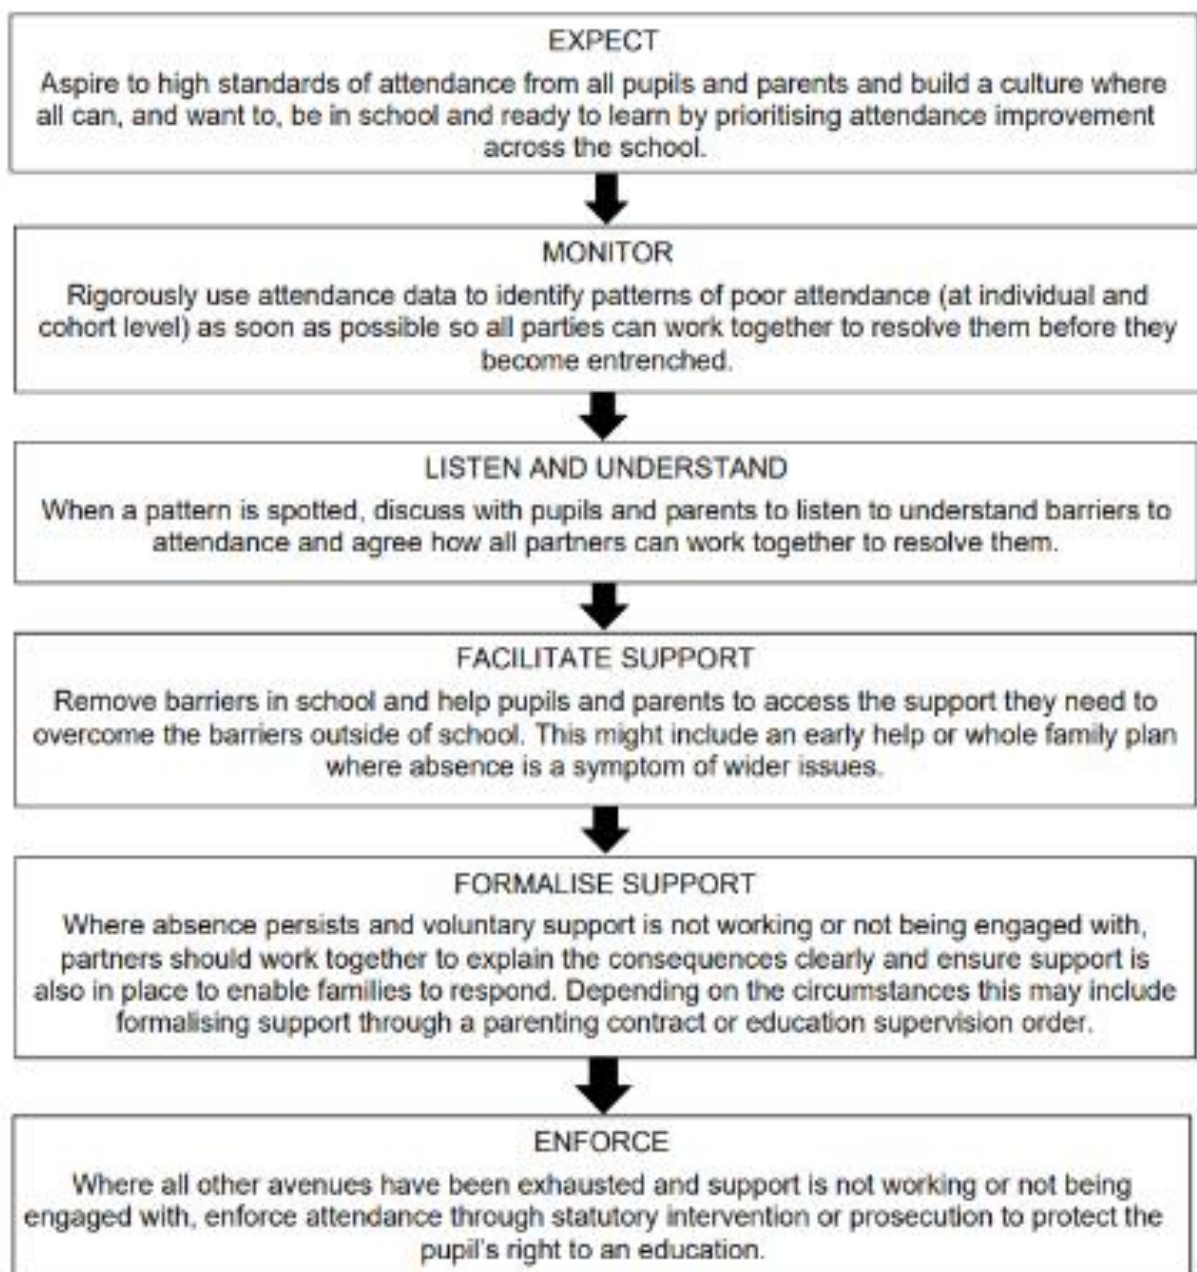 EXPECT
Aspire to high standards of attendance from all pupils and parents and build a culture where
all can, and want to, be in school and ready to learn by prioritising attendance improvement
across the school.
MONITOR
Rigorously use attendance data to identify patterns of poor attendance (at individual and
cohort level) as soon as possible so all parties can work together to resolve them before they
become entrenched.
LISTEN AND UNDERSTAND
When a pattern is spotted, discuss with pupils and parents to listen to understand barriers to
attendance and agree how all partners can work together to resolve them.
FACILITATE SUPPORT
Remove barriers in school and help pupils and parents to access the support they need to
overcome the barriers outside of school. This might include an early help or whole family plan
where absence is a symptom of wider issues.
FORMALISE SUPPORT
Where absence persists and voluntary support is not working or not being engaged with,
partners should work together to explain the consequences clearly and ensure support is
also in place to enable families to respond. Depending on the circumstances this may include
formalising support through a parenting contract or education supervision order.
ENFORCE
Where all other avenues have been exhausted and support is not working or not being
engaged with, enforce attendance through statutory intervention or prosecution to protect the
pupil's right to an education.